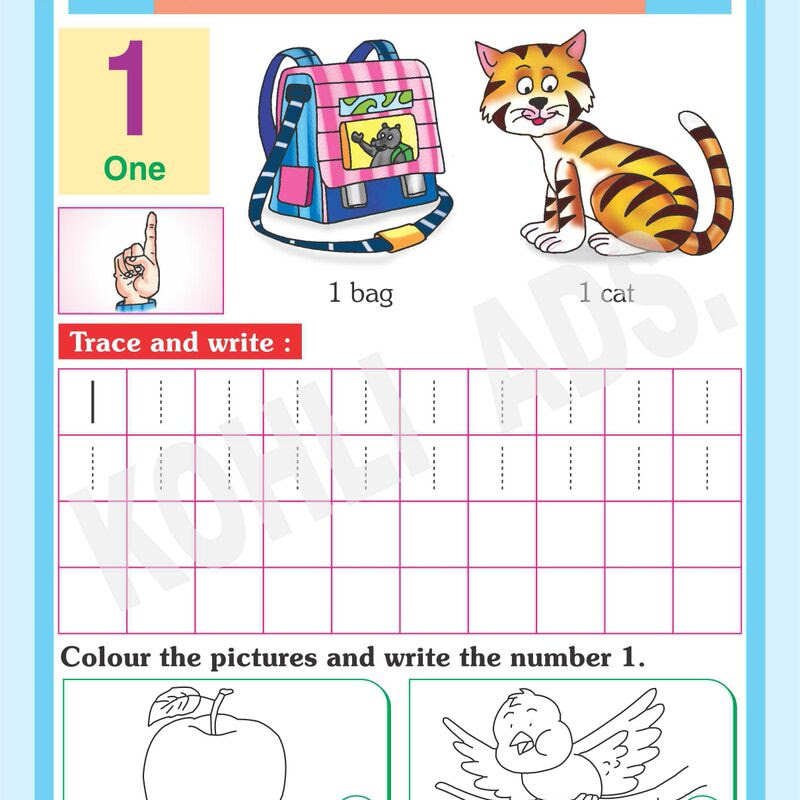 1
One
1 bag
1 cat
Trace and write :
1
KOHLI ADS.
Colour the pictures and write the number 1.